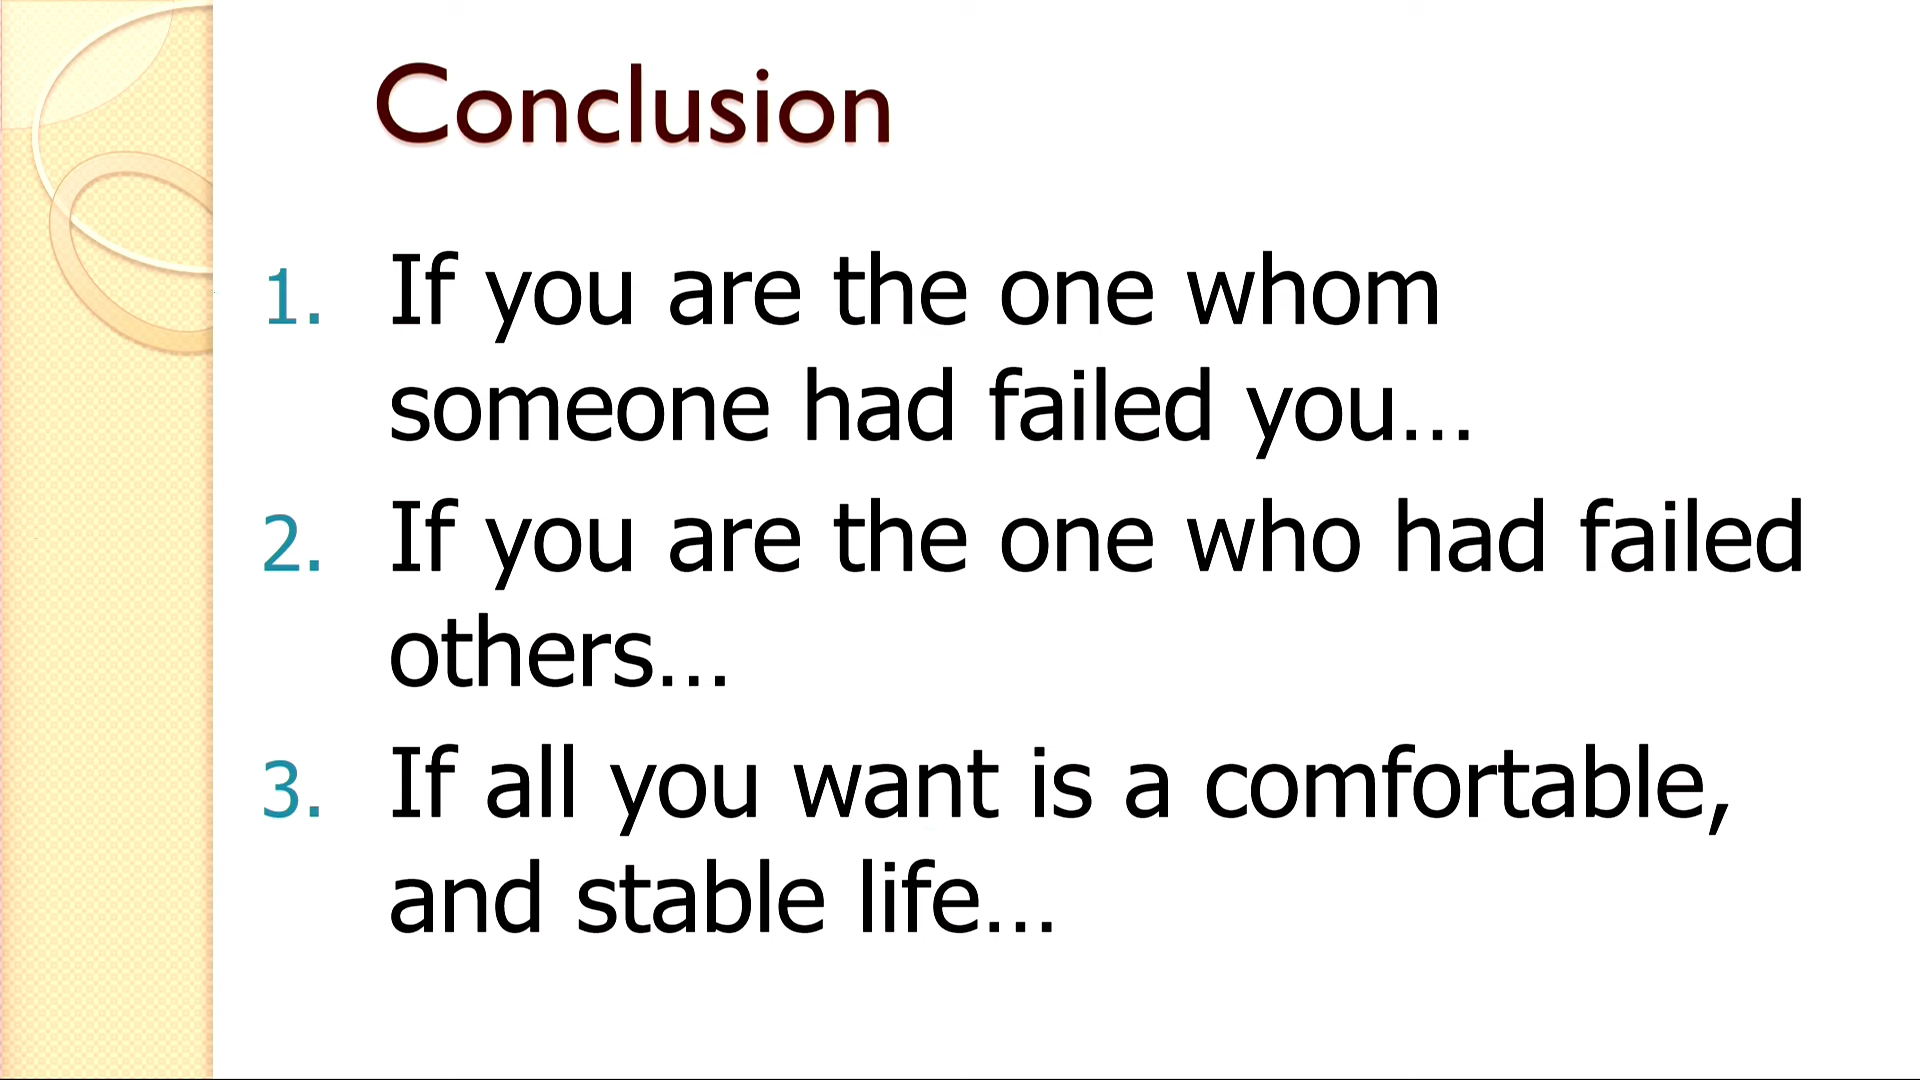 Conclusion
1. If you are the one whom
someone had failed you…
2. If you are the one who had failed
others…
3. If all you want is a comfortable,
and stable life…